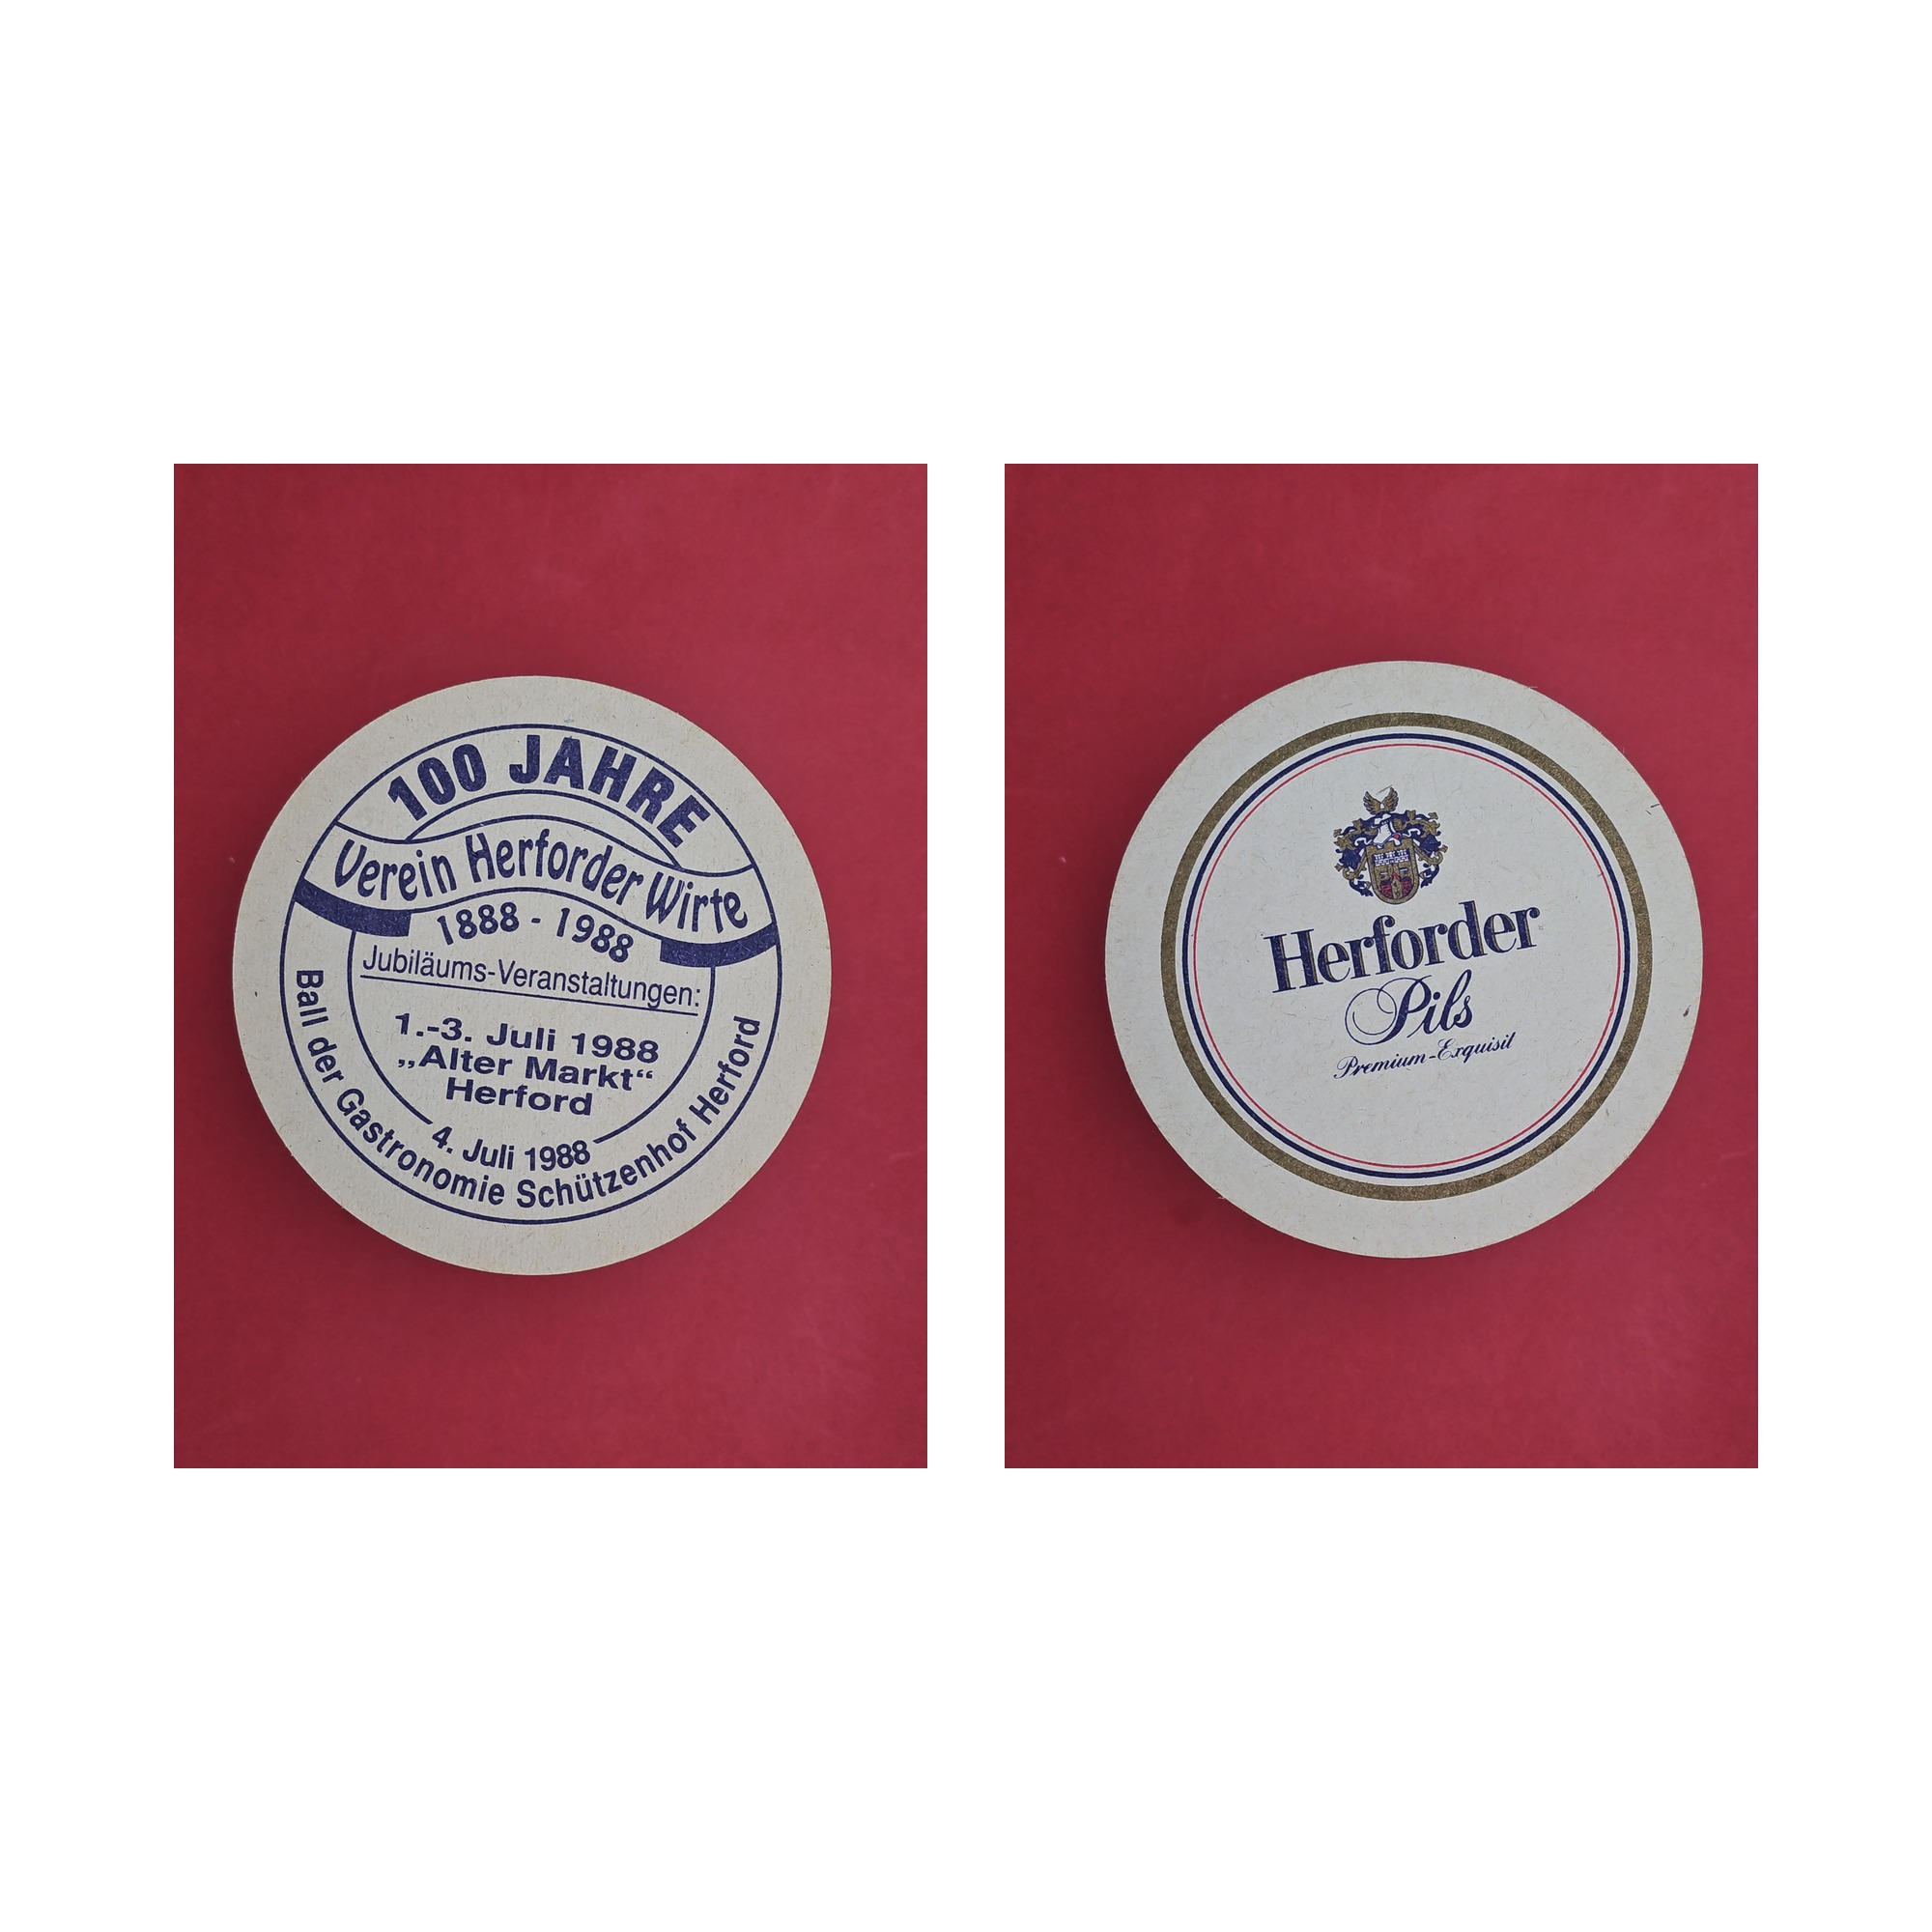 100 JAHRE
Verein Herforder Wirte
1888 - 1988
Jubiläums-Veranstaltungen:
1.-3. Juli 1988
„Alter Markt“
Herford
4. Juli 1988
Ball der Gastronomie Schützenhof Herford
Herforder
Pils
Premium-Exquisit